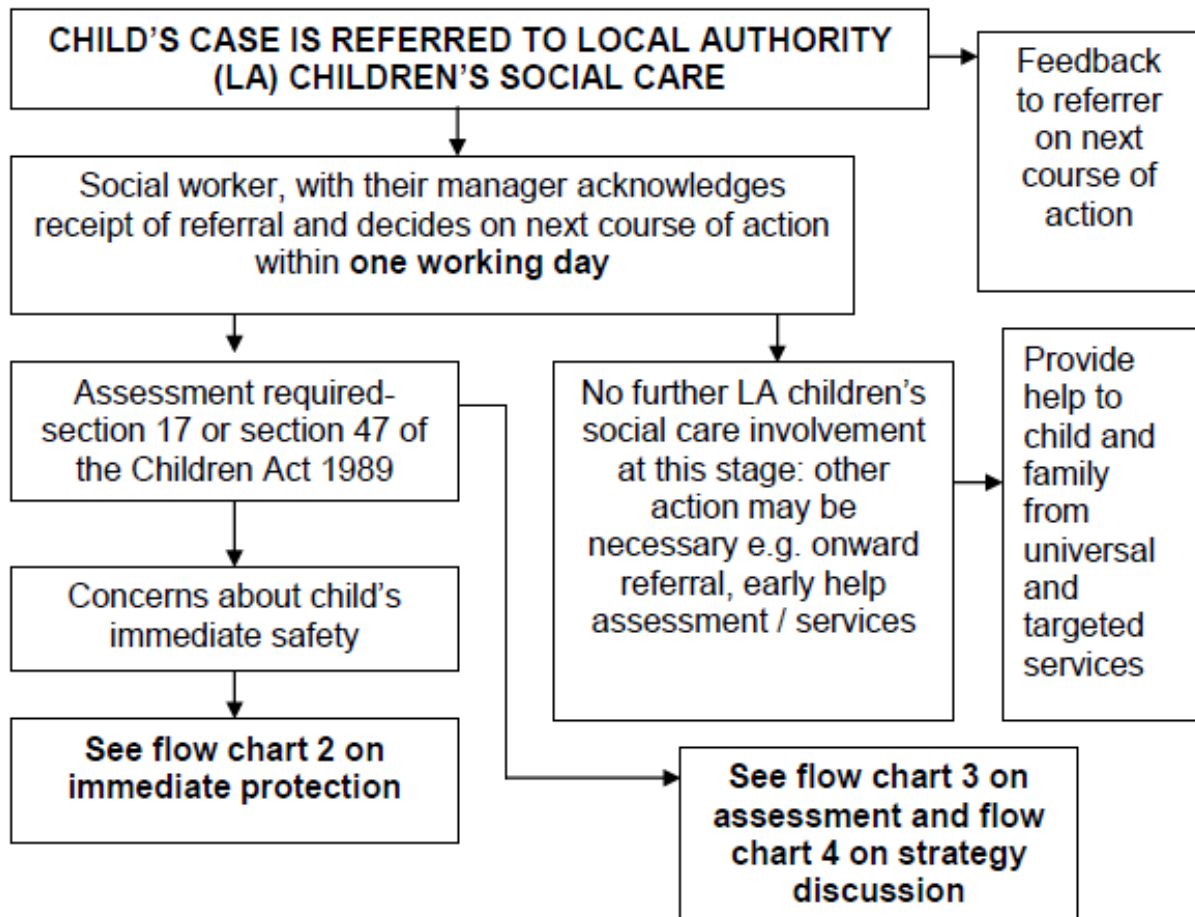 CHILD’S CASE IS REFERRED TO LOCAL AUTHORITY
(LA) CHILDREN’S SOCIAL CARE
Feedback
to referrer
on next
course of
action
Social worker, with their manager acknowledges
receipt of referral and decides on next course of action
within one working day
Assessment required-
section 17 or section 47 of
the Children Act 1989
No further LA children’s
social care involvement
at this stage: other
action may be
necessary e.g. onward
referral, early help
assessment / services
Provide
help to
child and
family
from
universal
and
targeted
services
Concerns about child’s
immediate safety
See flow chart 2 on
immediate protection
See flow chart 3 on
assessment and flow
chart 4 on strategy
discussion